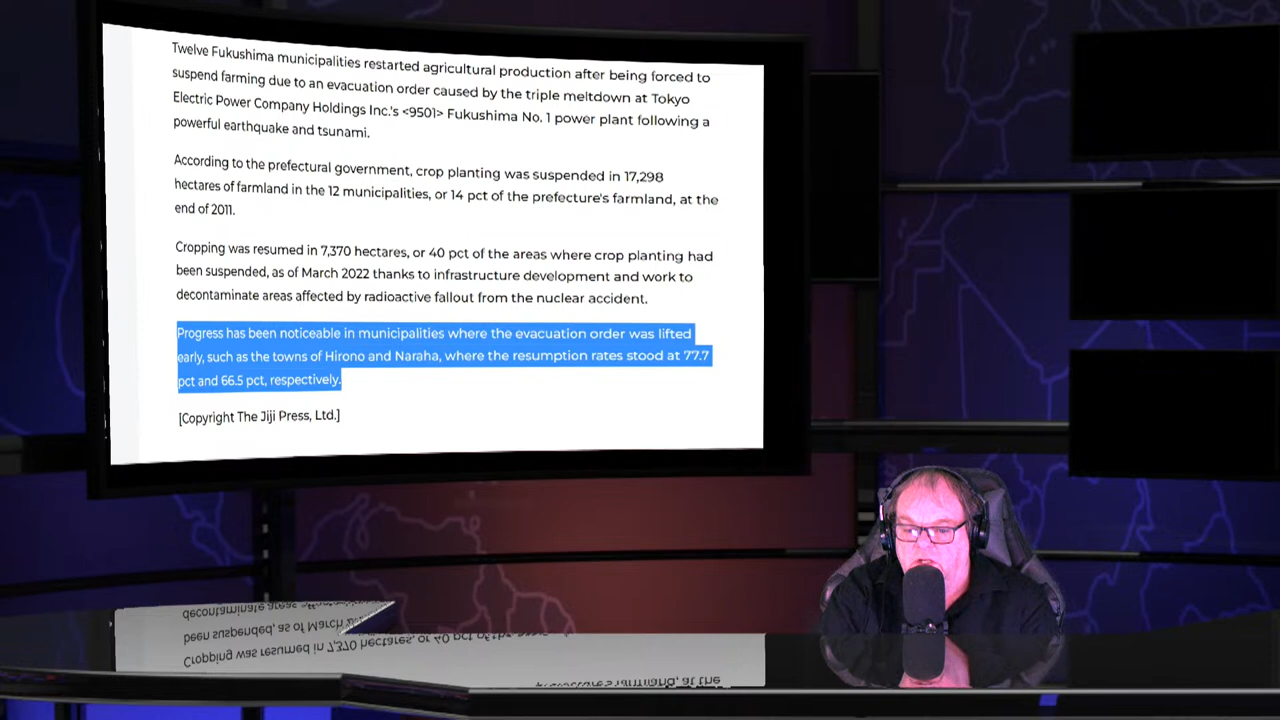 Twelve Fukushima municipalities restarted agricultural production after being forced to
suspend farming due to an evacuation order caused by the triple meltdown at Tokyo
Electric Power Company Holdings Inc.'s <9501> Fukushima No. 1 power plant following a
powerful earthquake and tsunami.
According to the prefectural government, crop planting was suspended in 17,298
hectares of farmland in the 12 municipalities, or 14 pct of the prefecture's farmland, at the
end of 2011.
Cropping was resumed in 7,370 hectares, or 40 pct of the areas where crop planting had
been suspended, as of March 2022 thanks to infrastructure development and work to
decontaminate areas affected by radioactive fallout from the nuclear accident.
Progress has been noticeable in municipalities where the evacuation order was lifted
early, such as the towns of Hirono and Naraha, where the resumption rates stood at 77.7
pct and 66.5 pct, respectively.
[Copyright The Jiji Press, Ltd.]